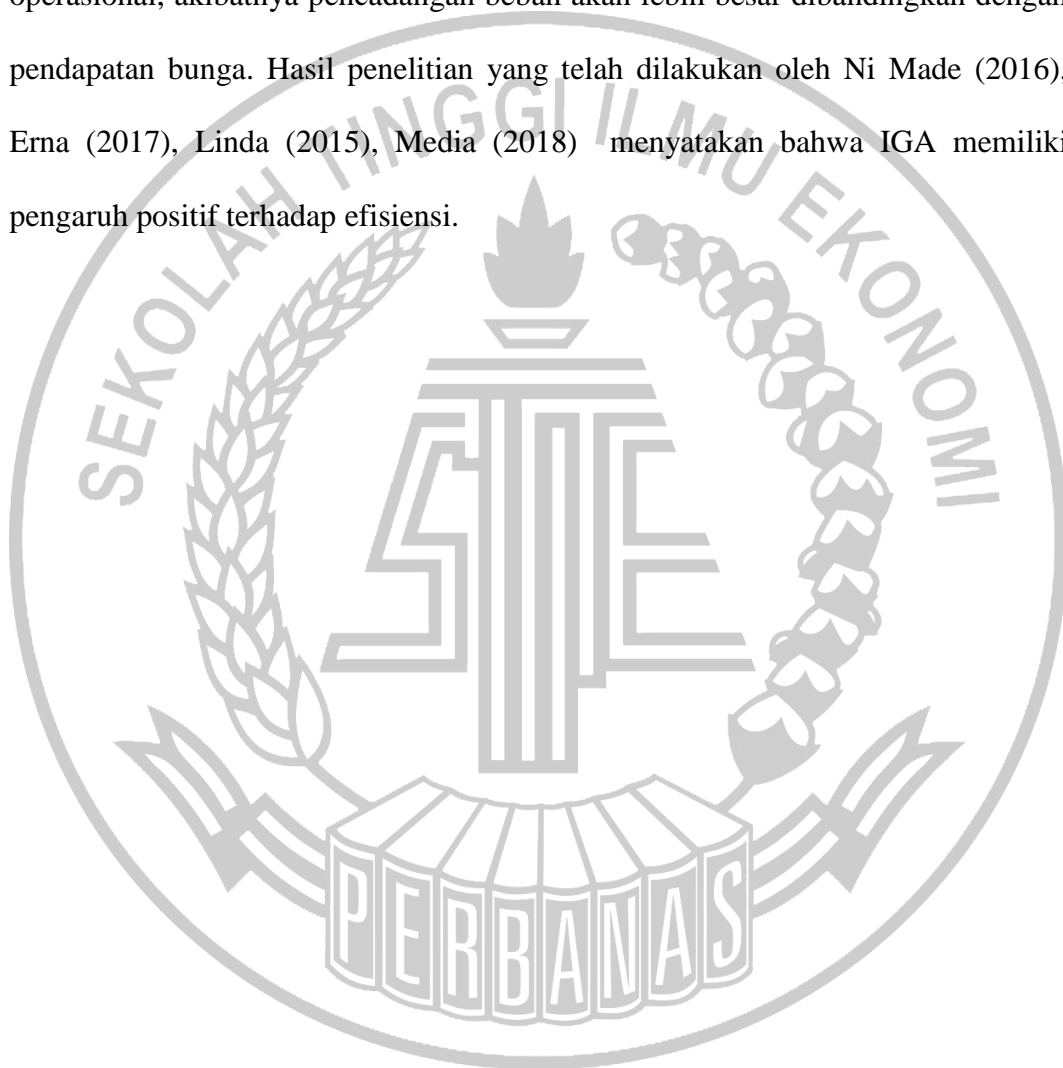 operasional, akibatnya pencadangan beban akan lebih besar dibandingkan dengan
pendapatan bunga. Hasil penelitian yang telah dilakukan oleh Ni Made (2016),
Erna (2017), Linda (2015), Media (2018) menyatakan bahwa IGA memiliki
pengaruh positif terhadap efisiensi.
SEKOLAH TINGGI ILMU EKONOMI
STIE
PERBANAS